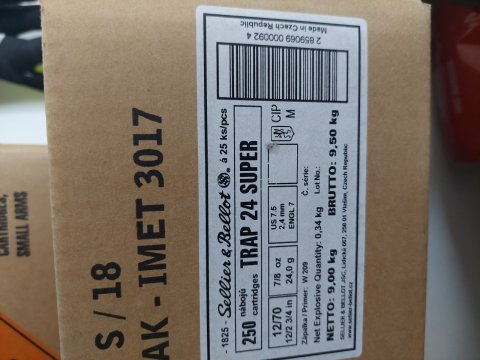 CARTRIDGES,
SMALL ARMS
S / 18
AK - IMET 3017
- 1825 - Sellier & Bellot à 25 ks/pcs
250 nábojů
cartridges TRAP 24 SUPER
12/70
12/2 3/4 in
7/8 oz
24,0 g
US 7.5
2,4 mm
ENGL 7
CIP
M
Zápalka / Primer: W 209
Č. série:
Net Explosive Quantity: 0,34 kg Lot No.:
NETTO: 9,00 kg BRUTTO: 9,50 kg
SELLIER & BELLOT JSC, Lidická 667, 258 01 Vlašim, Czech Republic
www.sellier-bellot.cz
2 859069 000092 4
Made in Czech Republic